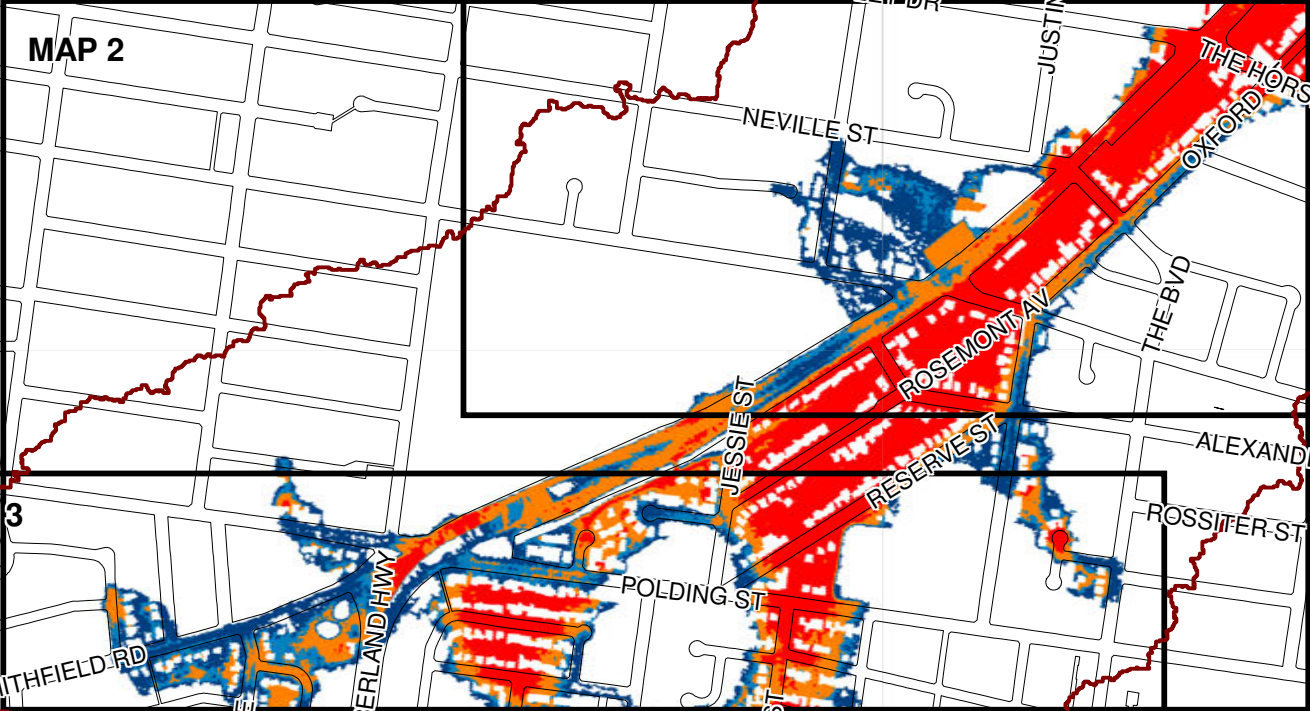 MAP 2
JUSTIN
THE HORS
OXFORD
NEVILLE ST
THE BVD
ROSEMONT AV
JESSIE ST
RESERVE ST
ALEXAND
3
ROSSITER ST
POLDING ST
ERLAND HWY
ITHFIELD RD
ST